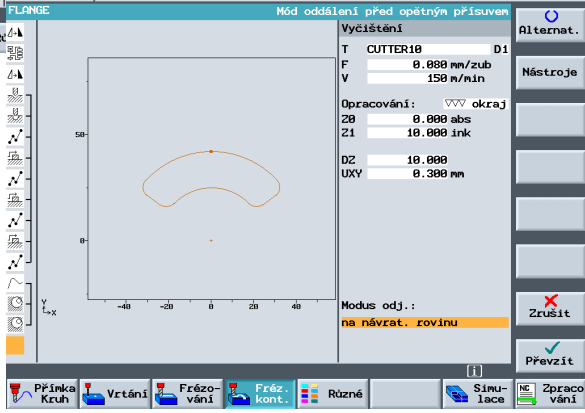 FLANGE Mód oddálení před opětným přísuvem
Alternat.
Vyčištění
T CUTTER10 D1
F 0.080 mm/zub
V 150 m/min
Nástroje
Opracování: ▽▽▽ okraj
Z0 0.000 abs
Z1 10.000 ink
50
DZ 10.000
UXY 0.300 mm
0
Y
X
-40 -20 0 20 40
Modus odj.:
na návrat. rovinu
Zrušit
Převzít
[i]
Přímka Kruh
Vrtání
Frézo-
vání
Fréz.
kont.
Různé
Simu-
lace
NC
Zpraco
vání